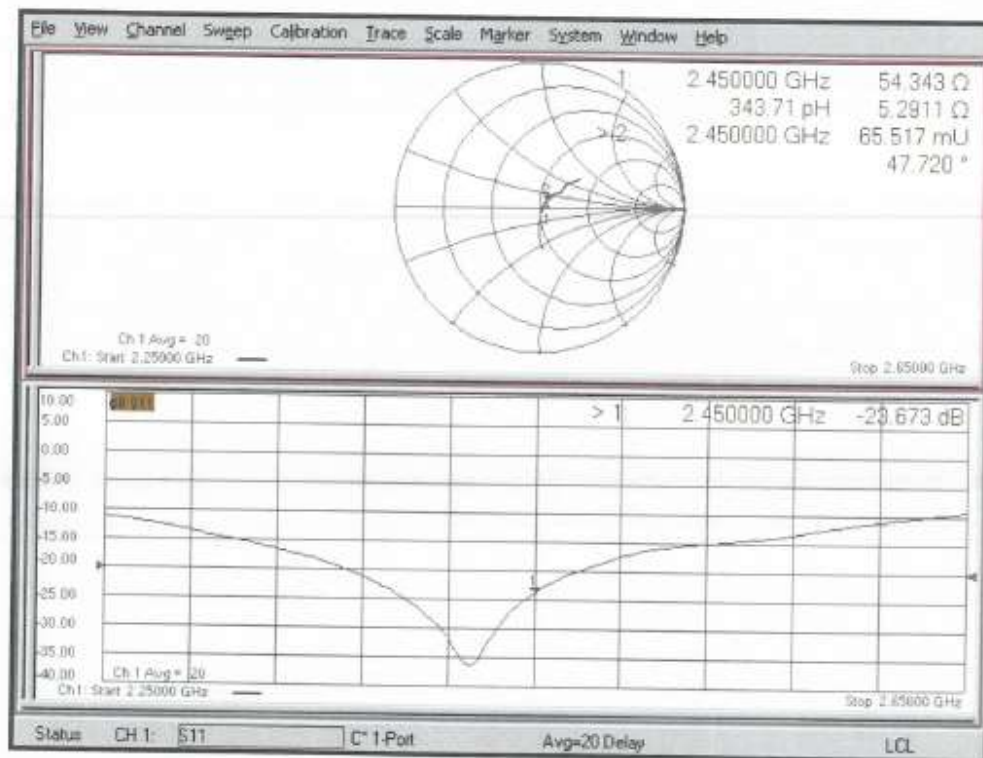 File View Channel Sweep Calibration Trace Scale Marker System Window Help
1 2.450000 GHz 54.343 Ω
343.71 pH 5.2911 Ω
> 2 2.450000 GHz 65.517 mU
47.720 °
Ch 1 Avg = 20
Ch1: Start 2.25000 GHz
Stop 2.65000 GHz
10.00
> 1 2.450000 GHz -23.673 dB
5.00
0.00
-5.00
-10.00
-15.00
-20.00
1
-25.00
-30.00
-35.00
-40.00
Ch 1 Avg = 20
Ch1: Start 2.25000 GHz
Stop 2.65000 GHz
Status CH 1: S11 C* 1-Port Avg=20 Delay LCL